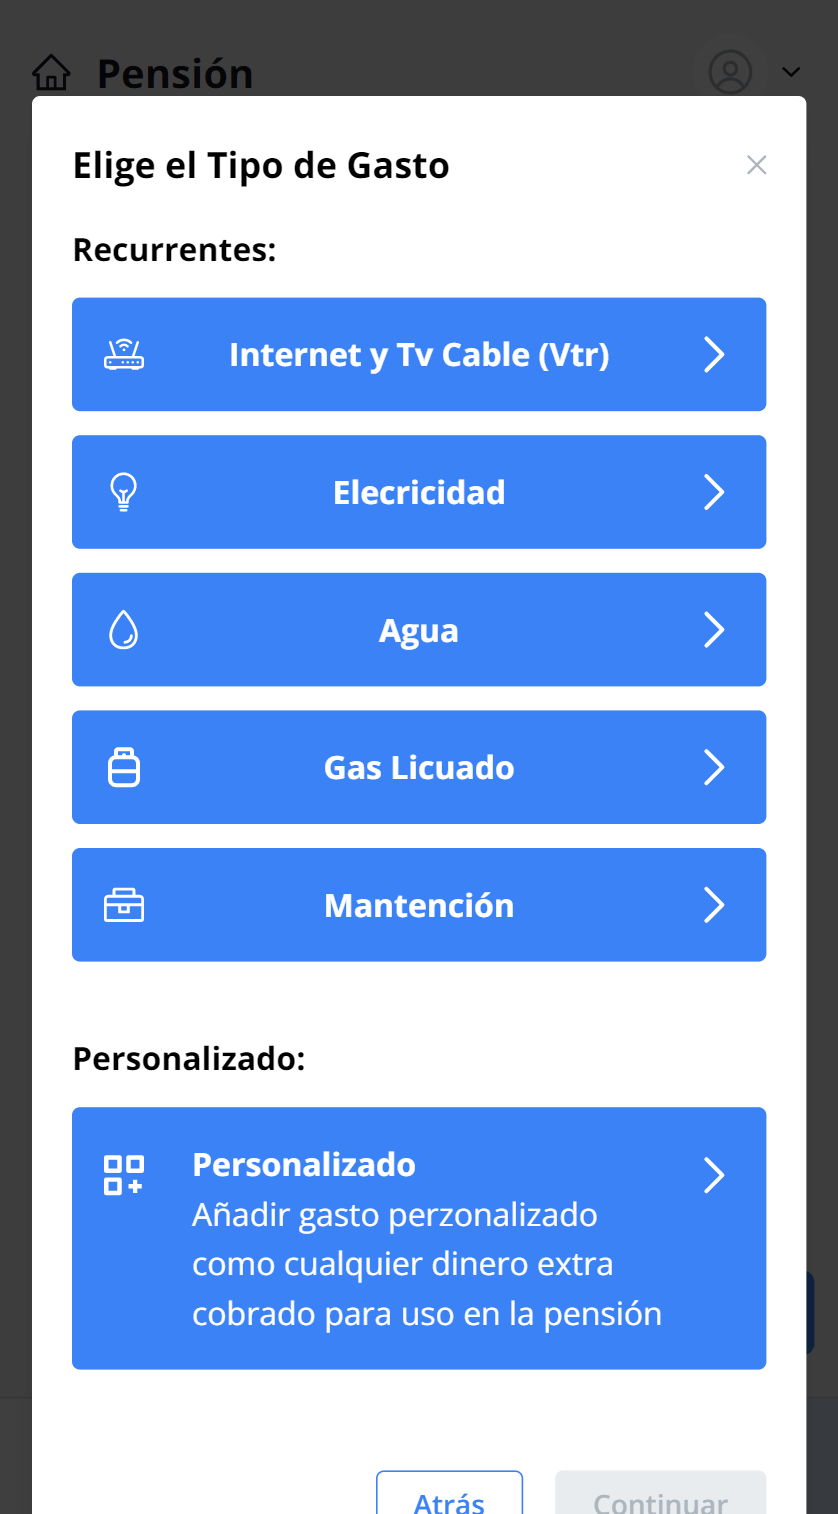 Pensión
Elige el Tipo de Gasto
Recurrentes:
Internet y Tv Cable (Vtr)
Elecricidad
Agua
Gas Licuado
Mantención
Personalizado:
Personalizado
Añadir gasto perzonalizado
como cualquier dinero extra
cobrado para uso en la pensión
Atrás
Continuar